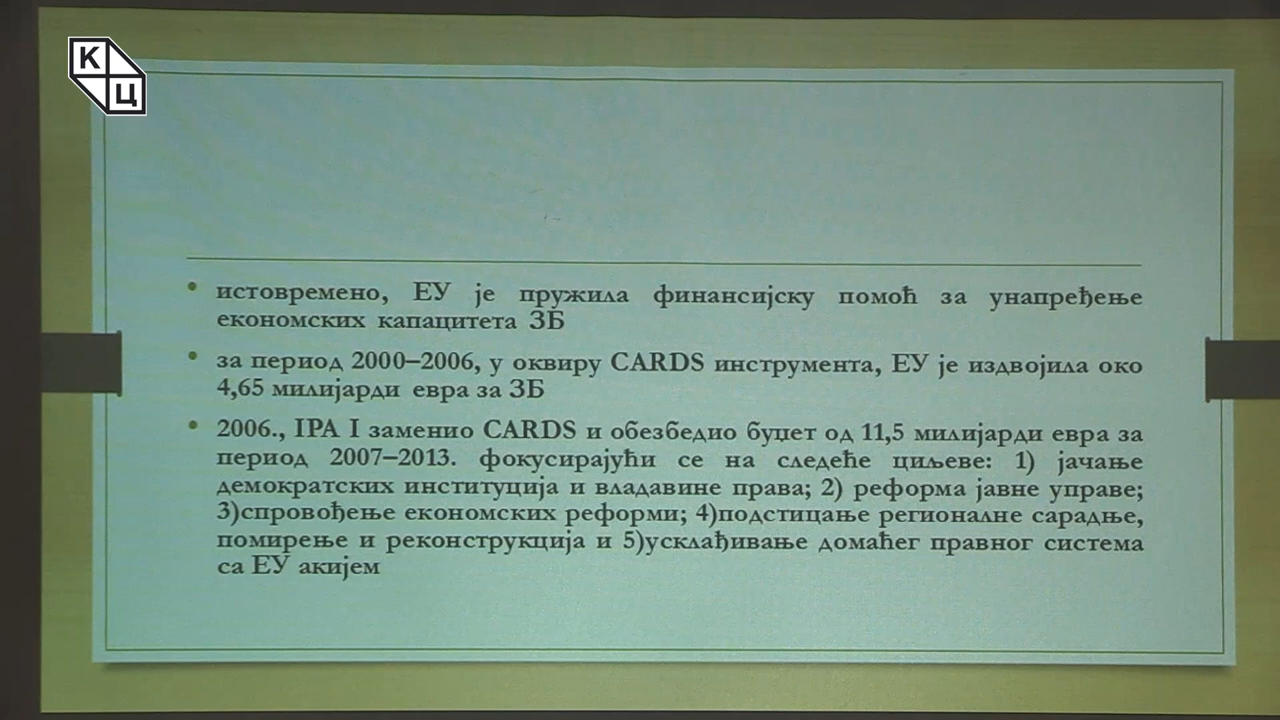 К
Ц
• истовремено, ЕУ је пружила финансијску помоћ за унапређење
економских капацитета ЗБ
• за период 2000–2006, у оквиру CARDS инструмента, ЕУ је издвојила око
4,65 милијарди евра за ЗБ
• 2006., IPA I заменио CARDS и обезбедио буџет од 11,5 милијарди евра за
период 2007–2013. фокусирајући се на следеће циљеве: 1) јачање
демократских институција и владавине права; 2) реформа јавне управе;
3)спровођење економских реформи; 4)подстицање регионалне сарадње,
помирење и реконструкција и 5)усклађивање домаћег правног система
са ЕУ акијем